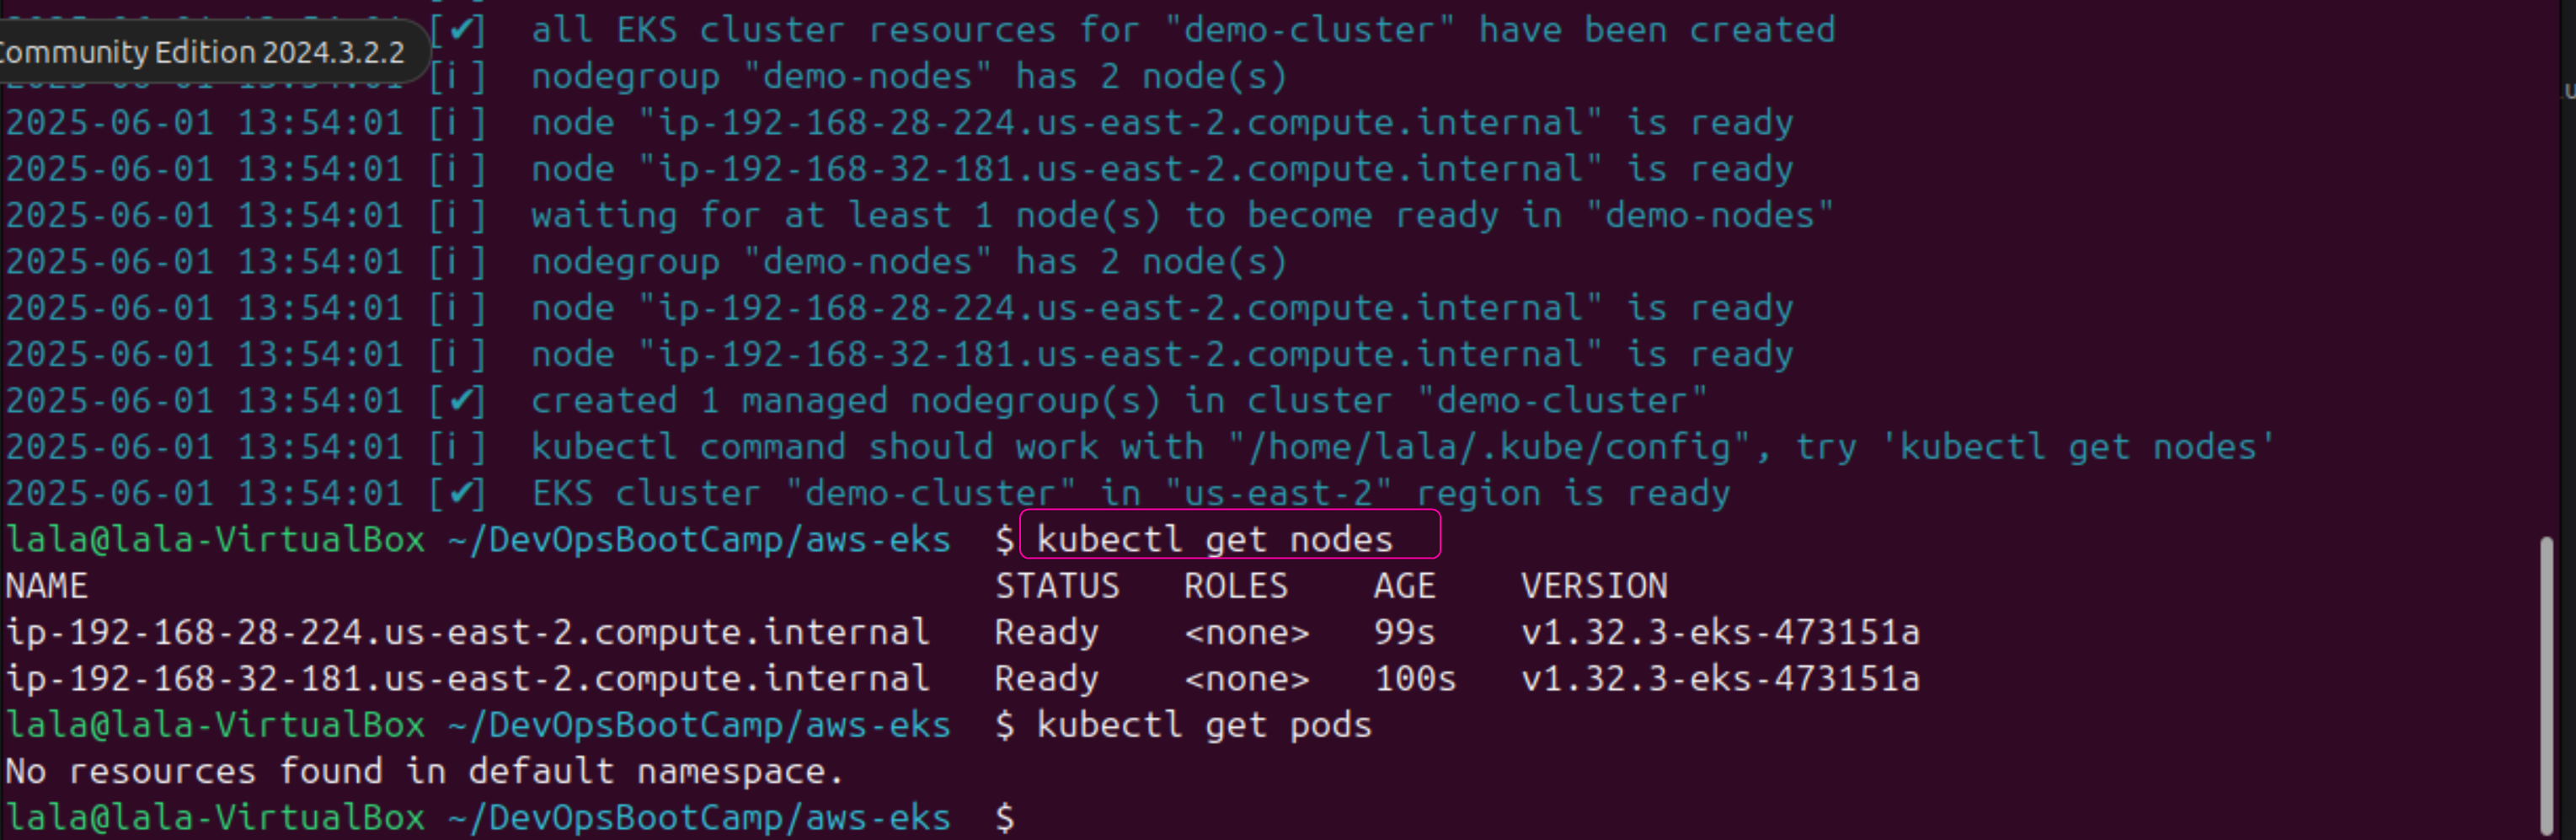 [✔]  all EKS cluster resources for "demo-cluster" have been created
Community Edition 2024.3.2.2
[i ]  nodegroup "demo-nodes" has 2 node(s)
2025-06-01 13:54:01 [i ]  node "ip-192-168-28-224.us-east-2.compute.internal" is ready
2025-06-01 13:54:01 [i ]  node "ip-192-168-32-181.us-east-2.compute.internal" is ready
2025-06-01 13:54:01 [i ]  waiting for at least 1 node(s) to become ready in "demo-nodes"
2025-06-01 13:54:01 [i ]  nodegroup "demo-nodes" has 2 node(s)
2025-06-01 13:54:01 [i ]  node "ip-192-168-28-224.us-east-2.compute.internal" is ready
2025-06-01 13:54:01 [i ]  node "ip-192-168-32-181.us-east-2.compute.internal" is ready
2025-06-01 13:54:01 [✔]  created 1 managed nodegroup(s) in cluster "demo-cluster"
2025-06-01 13:54:01 [i ]  kubectl command should work with "/home/lala/.kube/config", try 'kubectl get nodes'
2025-06-01 13:54:01 [✔]  EKS cluster "demo-cluster" in "us-east-2" region is ready
lala@lala-VirtualBox ~/DevOpsBootCamp/aws-eks  $ kubectl get nodes
NAME                                           STATUS   ROLES    AGE    VERSION
ip-192-168-28-224.us-east-2.compute.internal   Ready    <none>   99s    v1.32.3-eks-473151a
ip-192-168-32-181.us-east-2.compute.internal   Ready    <none>   100s   v1.32.3-eks-473151a
lala@lala-VirtualBox ~/DevOpsBootCamp/aws-eks  $ kubectl get pods
No resources found in default namespace.
lala@lala-VirtualBox ~/DevOpsBootCamp/aws-eks  $